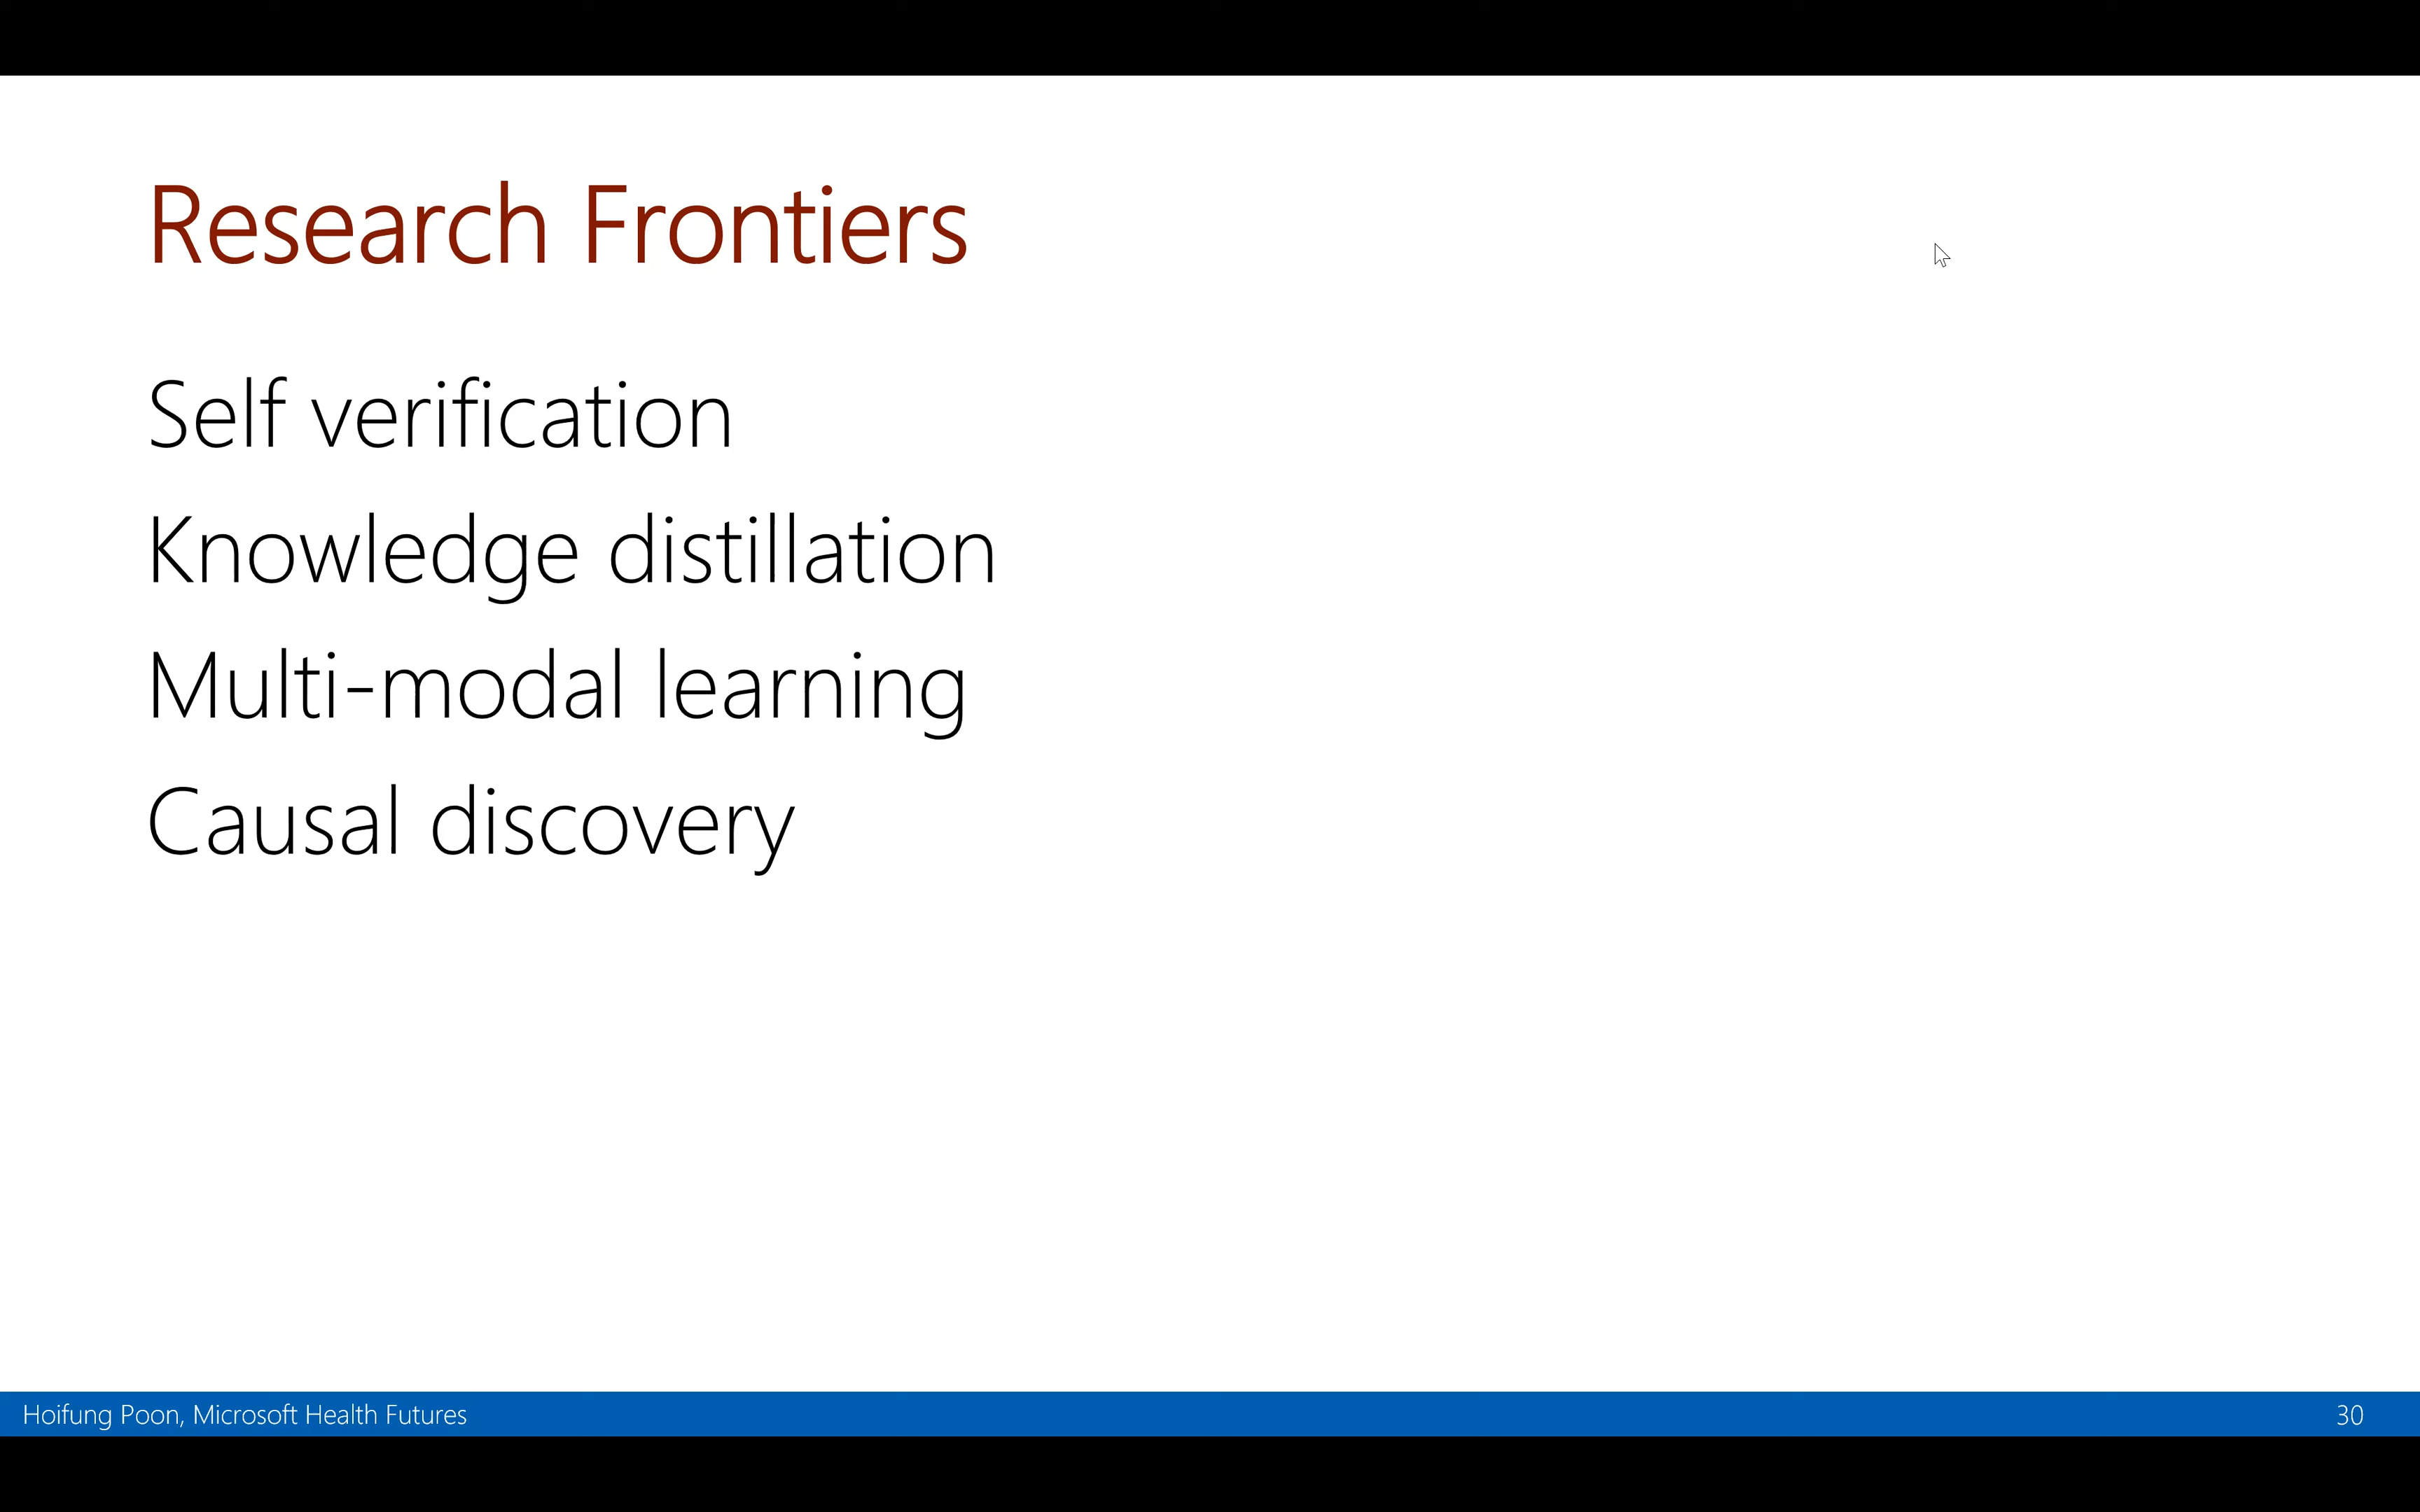 Research Frontiers
Self verification
Knowledge distillation
Multi-modal learning
Causal discovery
Hoifung Poon, Microsoft Health Futures
30